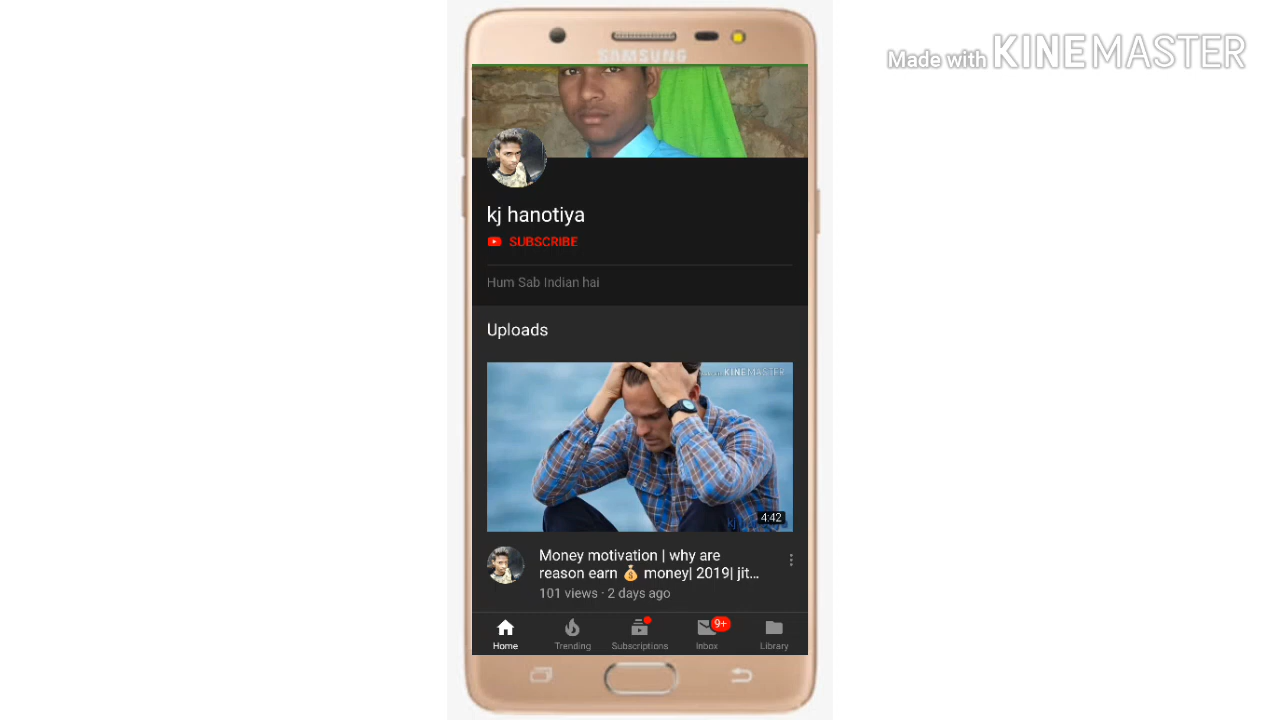 Made with KINEMASTER
SAMSUNG
kj hanotiya
SUBSCRIBE
Hum Sab Indian hai
Uploads
KINEMASTER
4:42
Money motivation | why are
reason earn 💰 money| 2019| jit...
101 views · 2 days ago
9+
Home Trending Subscriptions Inbox Library